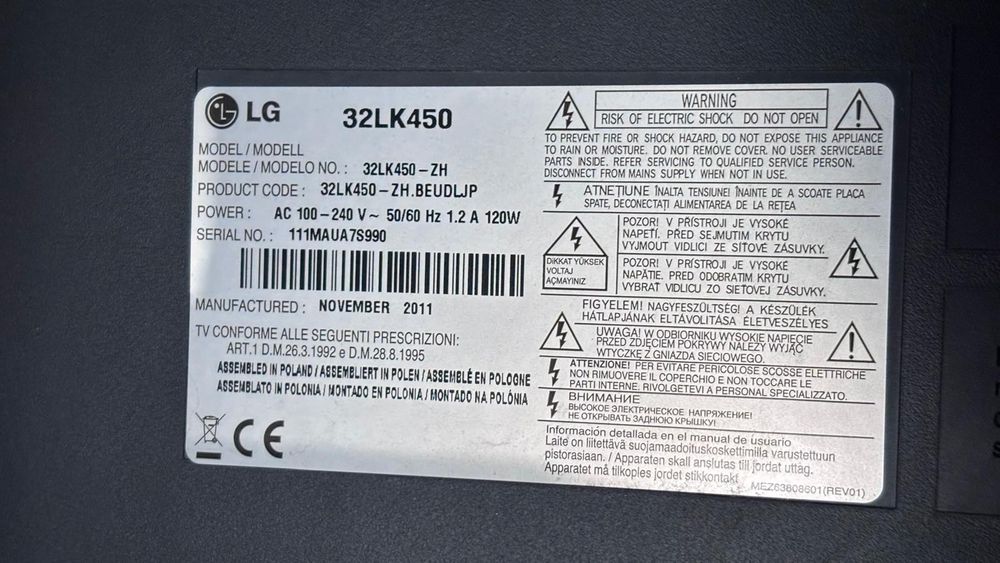 LG
32LK450
MODEL / MODELL
MODELE / MODELO NO. : 32LK450-ZH
PRODUCT CODE : 32LK450-ZH.BEUDLJP
POWER : AC 100-240 V~ 50/60 Hz 1.2 A 120W
SERIAL NO. : 111MAUA7S990
MANUFACTURED : NOVEMBER 2011
TV CONFORME ALLE SEGUENTI PRESCRIZIONI:
ART.1 D.M.26.3.1992 e D.M.28.8.1995
ASSEMBLED IN POLAND / ASSEMBLIERT IN POLEN / ASSEMBLÉ EN POLOGNE
ASSEMBLATO IN POLONIA / MONTADO EN POLONIA / MONTADO NA POLÓNIA
CE
WARNING
RISK OF ELECTRIC SHOCK DO NOT OPEN
TO PREVENT FIRE OR SHOCK HAZARD, DO NOT EXPOSE THIS APPLIANCE
TO RAIN OR MOISTURE. DO NOT REMOVE COVER. NO USER SERVICEABLE
PARTS INSIDE. REFER SERVICING TO QUALIFIED SERVICE PERSON.
DISCONNECT FROM MAINS SUPPLY WHEN NOT IN USE.
ATNEŢIUNE ÎNALTA TENSIUNEI ÎNAINTE DE A SCOATE PLACA
SPATE, DECONECTAŢI ALIMENTAREA DE LA REŢEA
DIKKAT YÜKSEK
VOLTAJ
AÇMAYINIZ
POZOR! V PŘÍSTROJI JE VYSOKÉ
NAPETÍ. PŘED SEJMUTIM KRYTU
VYJMOUT VIDLICI ZE SÍŤOVÉ ZÁSUVKY.
POZOR! V PRÍSTROJI JE VYSOKÉ
NAPÄTIE. PRED ODOBRATIM KRYTU
VYBRAT VIDLICU ZO SIEŤOVEJ ZÁSUVKY.
FIGYELEM! NAGYFESZÜLTSÉG! A KÉSZÜLÉK
HÁTLAPJÁNAK ELTÁVOLITÁSA ÉLETVESZÉLYES
UWAGA! W ODBIORNIKU WYSOKIE NAPIĘCIE
PRZED ZDJĘCIEM POKRYWY NALEŻY WYJĄĆ
WTYCZKĘ Z GNIAZDA SIECIOWEGO.
ATTENZIONE! PER EVITARE PERICOLOSE SCOSSE ELETTRICHE
NON RIMUOVERE IL COPERCHIO E NON TOCCARE LE
PARTI INTERNE. RIVOLGETEVI A PERSONAL SPECIALIZZATO.
ВНИМАНИЕ
ВЫСОКОЕ ЭЛЕКТРИЧЕСКОЕ НАПРЯЖЕНИЕ!
НЕ ОТКРЫВАТЬ ЗАДНЮЮ КРЫШКУ!
Información detallada en el manual de usuario
Laite on liitettävä suojamaadoituskoskettimilla varustettuun
pistorasiaan. / Apparaten skall anslutas till jordat uttag.
Apparatet må tilkoples jordet stikkontakt
MEZ63808601(REV01)